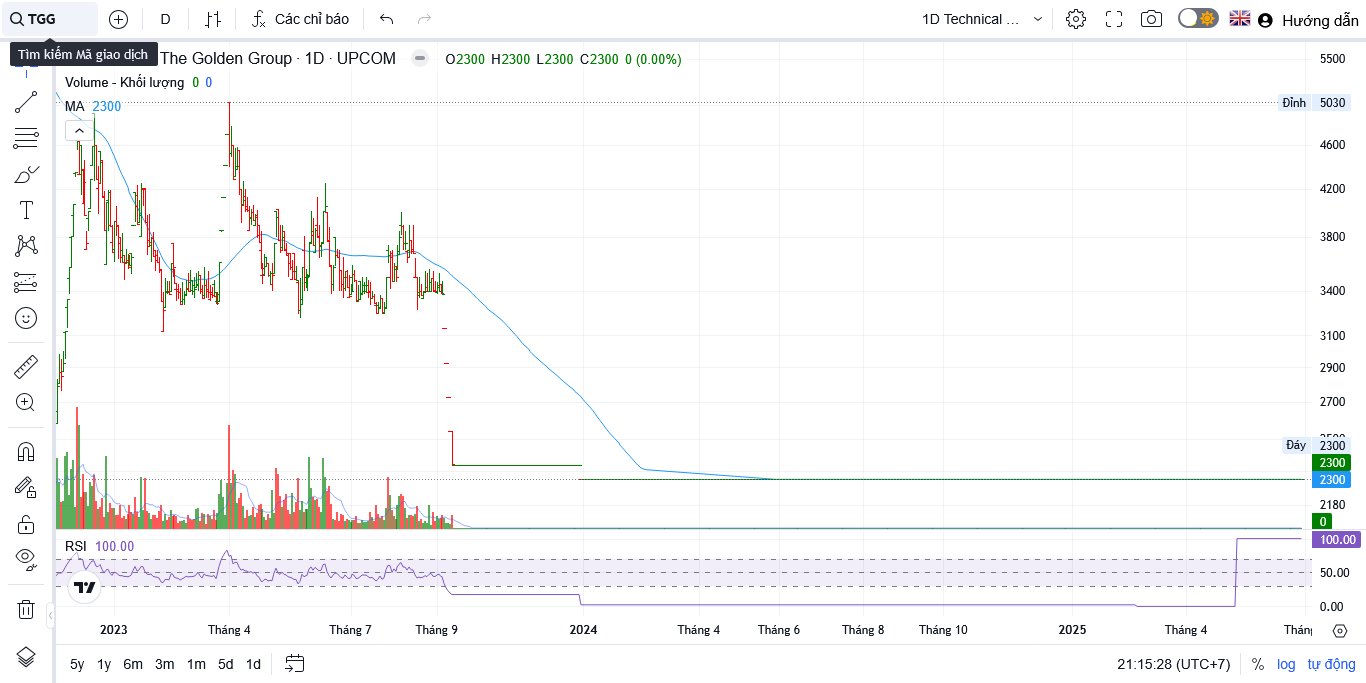 TGG
D
Các chỉ báo
1D Technical ...
Hướng dẫn
Tìm kiếm Mã giao dịch
The Golden Group · 1D · UPCOM
O2300 H2300 L2300 C2300 0 (0.00%)
Volume - Khối lượng 0 0
MA 2300
5500
Đỉnh 5030
4600
4200
3800
3400
3100
2900
2700
2500
Đáy 2300
2300
2300
2180
0
RSI 100.00
100.00
50.00
0.00
2023 Tháng 4 Tháng 7 Tháng 9 2024 Tháng 4 Tháng 6 Tháng 8 Tháng 10 2025 Tháng 4 Tháng
5y 1y 6m 3m 1m 5d 1d
21:15:28 (UTC+7) % log tự động